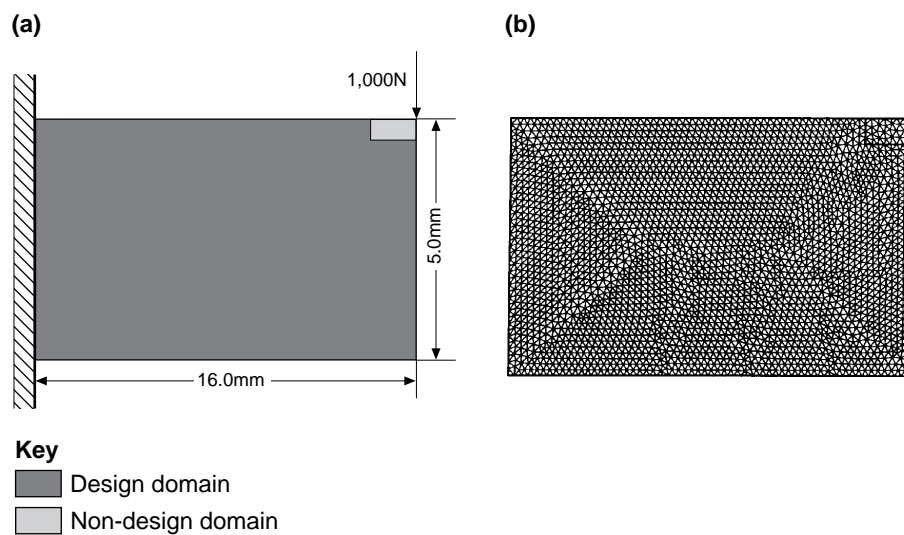 (a)
(b)
1,000N
5.0mm
16.0mm
Key
Design domain
Non-design domain